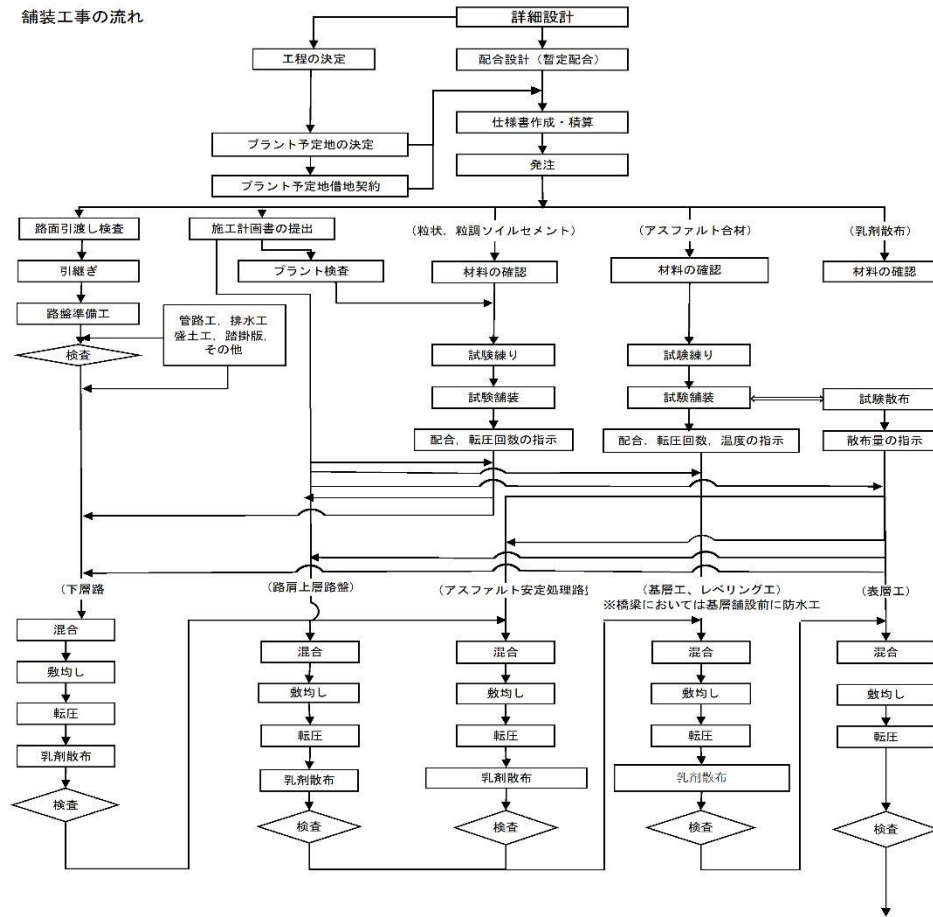 舗装工事の流れ
詳細設計
工程の決定
配合設計（暫定配合）
仕様書作成・積算
プラント予定地の決定
発注
プラント予定地借地契約
路面引渡し検査
施工計画書の提出
（粒状，粒調ソイルセメント）
（アスファルト合材）
（乳剤散布）
引継ぎ
プラント検査
材料の確認
材料の確認
材料の確認
路盤準備工
管路工，排水工
盛土工，踏掛版，
その他
検査
試験練り
試験練り
試験舗装
試験舗装
試験散布
配合，転圧回数の指示
配合，転圧回数，温度の指示
散布量の指示
（下層路
（路肩上層路盤）
（アスファルト安定処理路
（基層工、レベリング工）
※橋梁においては基層舗設前に防水工
（表層工）
混合
混合
混合
混合
混合
敷均し
敷均し
敷均し
敷均し
敷均し
転圧
転圧
転圧
転圧
転圧
乳剤散布
乳剤散布
乳剤散布
乳剤散布
検査
検査
検査
検査
検査